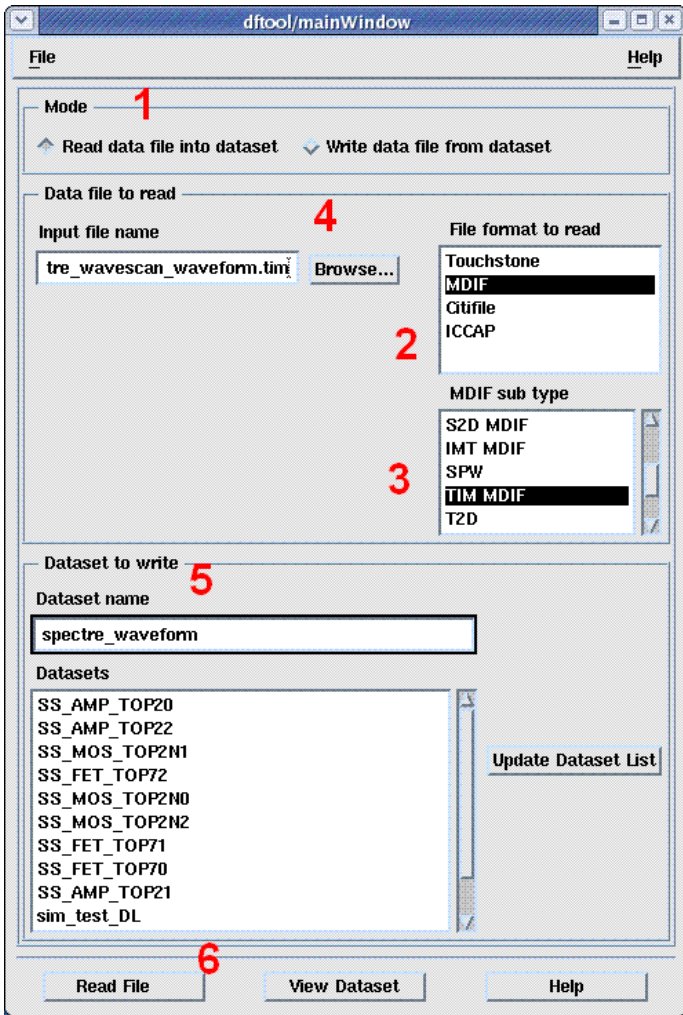 dftool/mainWindow
File Help
Mode 1
Read data file into dataset Write data file from dataset
Data file to read
4
Input file name
tre_wavescan_waveform.tim Browse...
File format to read
Touchstone
MDIF
Citifile
ICCAP
2
MDIF sub type
S2D MDIF
IMT MDIF
SPW
TIM MDIF
T2D
3
Dataset to write 5
Dataset name
spectre_waveform
Datasets
SS_AMP_TOP20
SS_AMP_TOP22
SS_MOS_TOP2N1
SS_FET_TOP72
SS_MOS_TOP2N0
SS_MOS_TOP2N2
SS_FET_TOP71
SS_FET_TOP70
SS_AMP_TOP21
sim_test_DL
Update Dataset List
6
Read File View Dataset Help